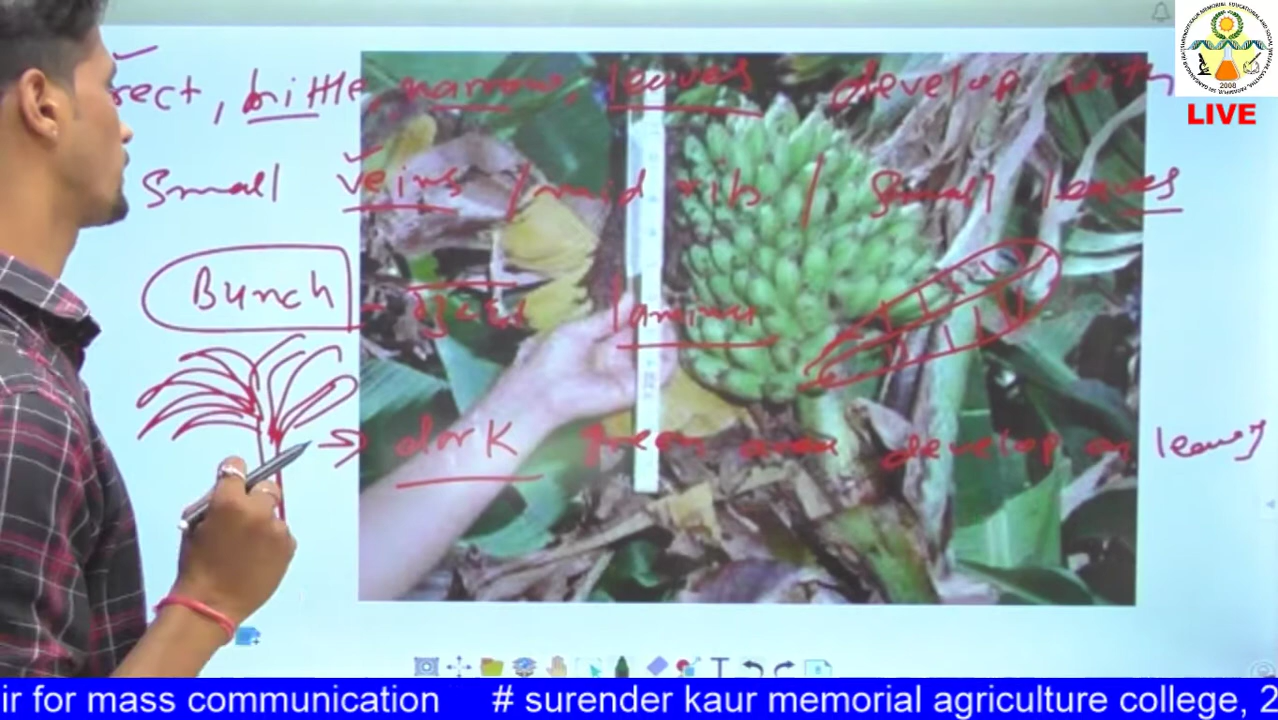 rect, brittle, narrow, leaves develop with
Small veins / mid rib / Small leaves
Bunch - lamina
→ dark green area develop on leaves
2008
LIVE
T
ir for mass communication # surender kaur memorial agriculture college, 2